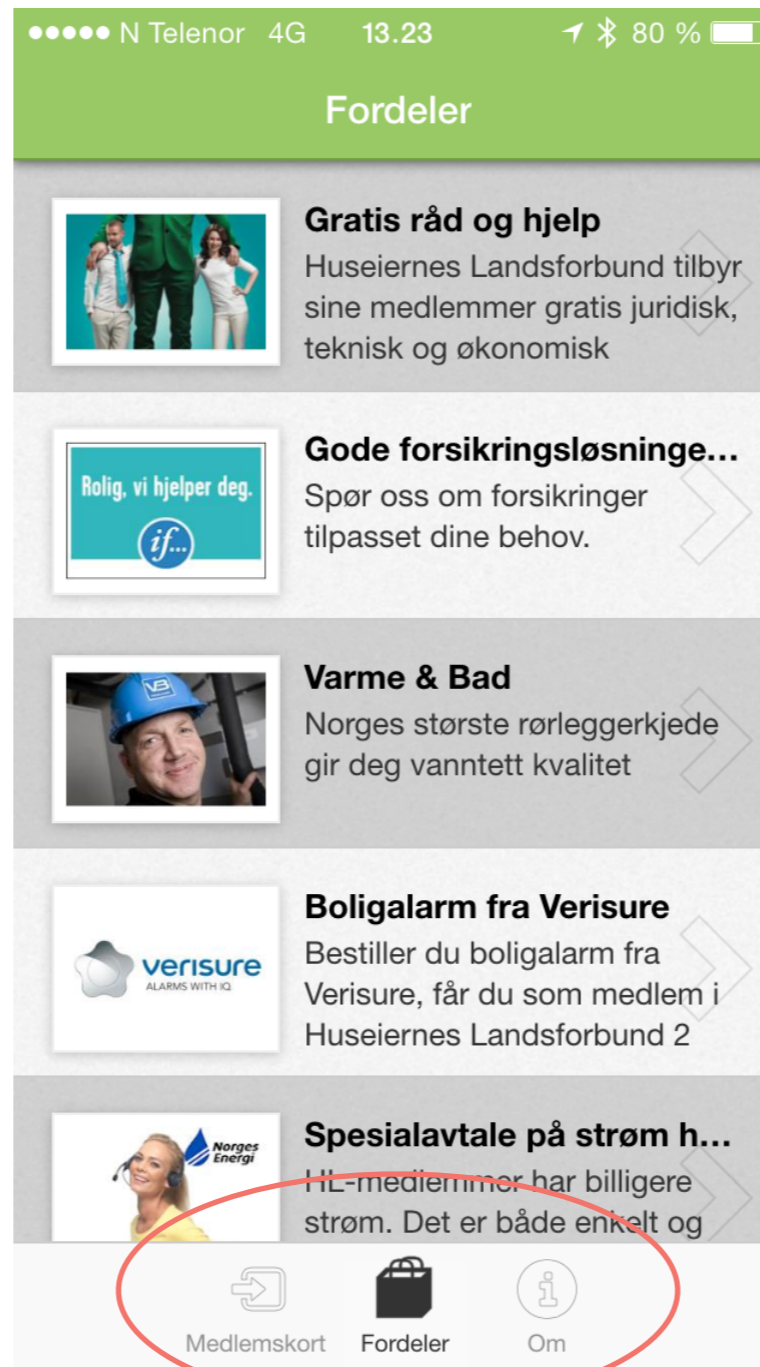 N Telenor 4G 13.23 80 %
Fordeler
Gratis råd og hjelp
Huseiernes Landsforbund tilbyr
sine medlemmer gratis juridisk,
teknisk og økonomisk
Rolig, vi hjelper deg.
if...
Gode forsikringsløsninge...
Spør oss om forsikringer
tilpasset dine behov.
VB
Varme & Bad
Norges største rørleggerkjede
gir deg vanntett kvalitet
verisure
ALARMS WITH IQ
Boligalarm fra Verisure
Bestiller du boligalarm fra
Verisure, får du som medlem i
Huseiernes Landsforbund 2
Norges
Energi
Spesialavtale på strøm h...
HL-medlemmer har billigere
strøm. Det er både enkelt og
Medlemskort Fordeler Om